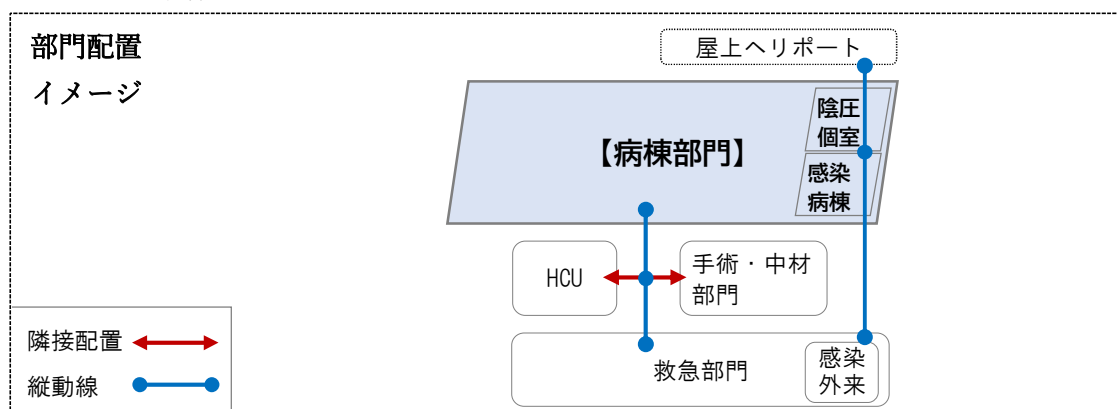 部門配置
イメージ
屋上ヘリポート
陰圧
個室
【病棟部門】
感染
病棟
HCU
手術・中材
部門
隣接配置
縦動線
救急部門
感染
外来